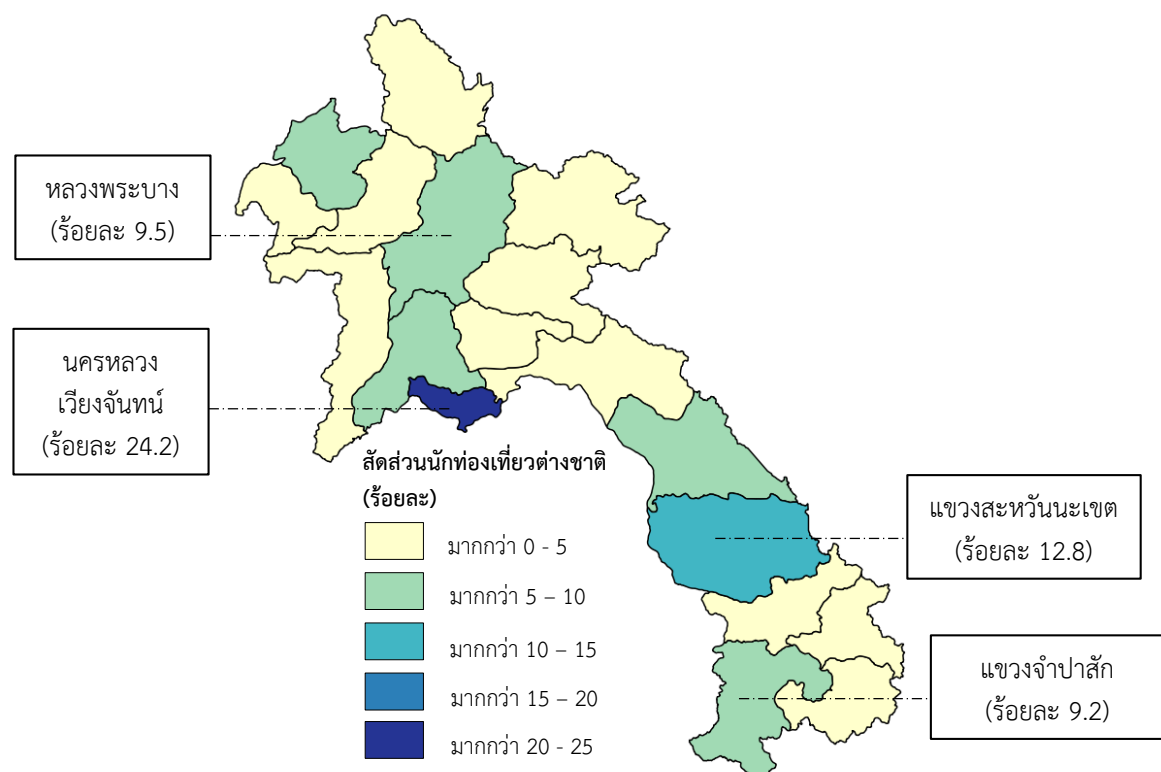 หลวงพระบาง
(ร้อยละ 9.5)
นครหลวง
เวียงจันทน์
(ร้อยละ 24.2)
สัดส่วนนักท่องเที่ยวต่างชาติ
(ร้อยละ)
มากกว่า 0 - 5
มากกว่า 5 – 10
มากกว่า 10 – 15
มากกว่า 15 – 20
มากกว่า 20 - 25
แขวงสะหวันนะเขต
(ร้อยละ 12.8)
แขวงจำปาสัก
(ร้อยละ 9.2)